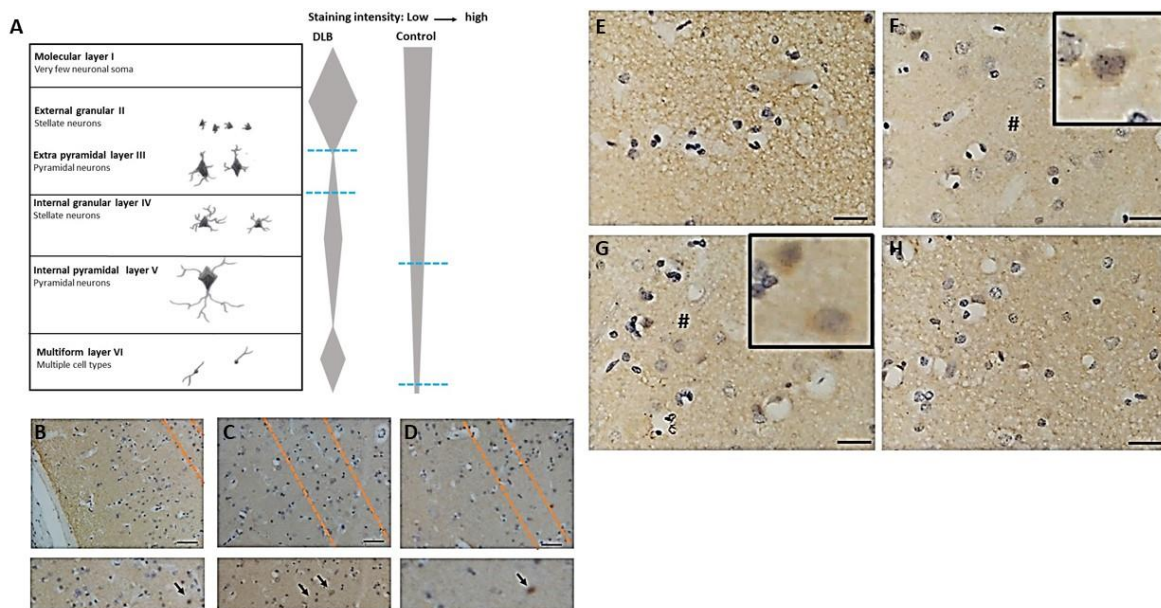 A
Staining intensity: Low → high
DLB Control
Molecular layer I
Very few neuronal soma
External granular II
Stellate neurons
Extra pyramidal layer III
Pyramidal neurons
Internal granular layer IV
Stellate neurons
Internal pyramidal layer V
Pyramidal neurons
Multiform layer VI
Multiple cell types
B
C
D
E
F
#
G
#
H